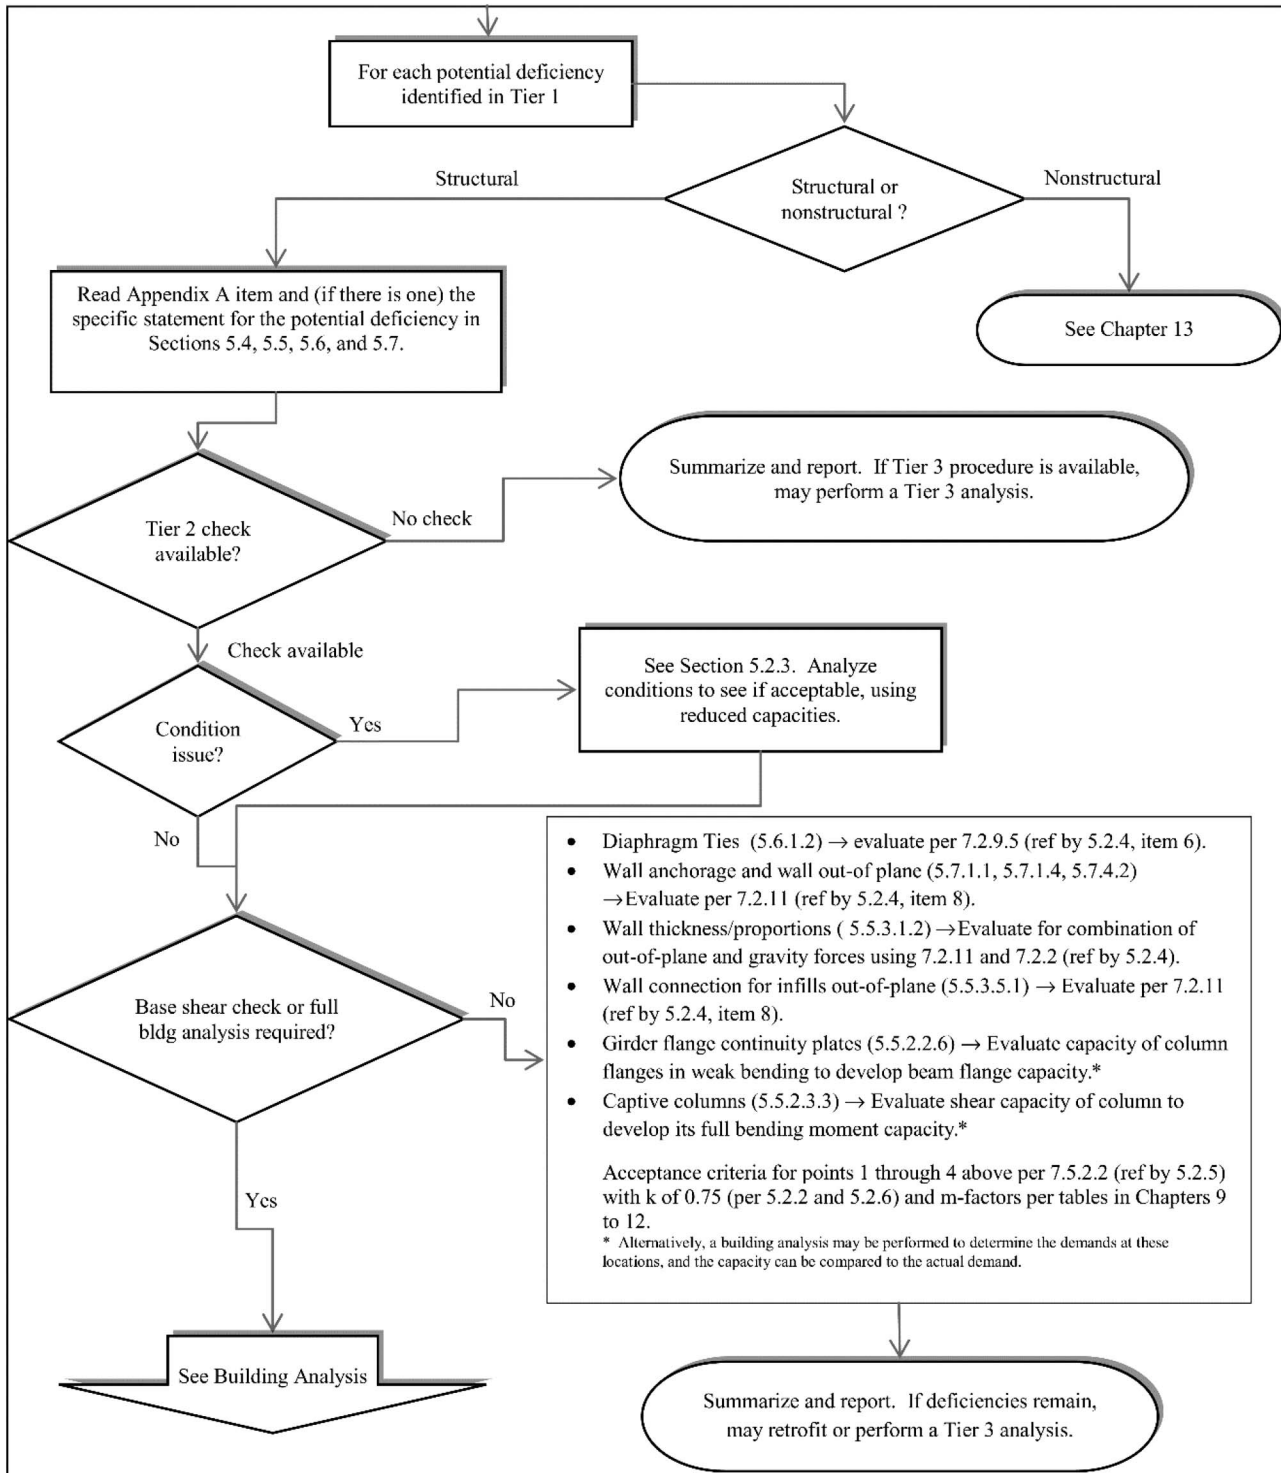 For each potential deficiency
identified in Tier 1
Structural
Structural or
nonstructural ?
Nonstructural
Read Appendix A item and (if there is one) the
specific statement for the potential deficiency in
Sections 5.4, 5.5, 5.6, and 5.7.
See Chapter 13
Summarize and report. If Tier 3 procedure is available,
may perform a Tier 3 analysis.
Tier 2 check
available?
No check
Check available
See Section 5.2.3. Analyze
conditions to see if acceptable, using
reduced capacities.
Condition
issue?
Yes
No
• Diaphragm Ties (5.6.1.2) → evaluate per 7.2.9.5 (ref by 5.2.4, item 6).
• Wall anchorage and wall out-of plane (5.7.1.1, 5.7.1.4, 5.7.4.2)
→Evaluate per 7.2.11 (ref by 5.2.4, item 8).
• Wall thickness/proportions ( 5.5.3.1.2) →Evaluate for combination of
out-of-plane and gravity forces using 7.2.11 and 7.2.2 (ref by 5.2.4).
• Wall connection for infills out-of-plane (5.5.3.5.1) → Evaluate per 7.2.11
(ref by 5.2.4, item 8).
• Girder flange continuity plates (5.5.2.2.6) → Evaluate capacity of column
flanges in weak bending to develop beam flange capacity.*
• Captive columns (5.5.2.3.3) → Evaluate shear capacity of column to
develop its full bending moment capacity.*
Acceptance criteria for points 1 through 4 above per 7.5.2.2 (ref by 5.2.5)
with k of 0.75 (per 5.2.2 and 5.2.6) and m-factors per tables in Chapters 9
to 12.
* Alternatively, a building analysis may be performed to determine the demands at these
locations, and the capacity can be compared to the actual demand.
Base shear check or full
bldg analysis required?
No
Yes
See Building Analysis
Summarize and report. If deficiencies remain,
may retrofit or perform a Tier 3 analysis.